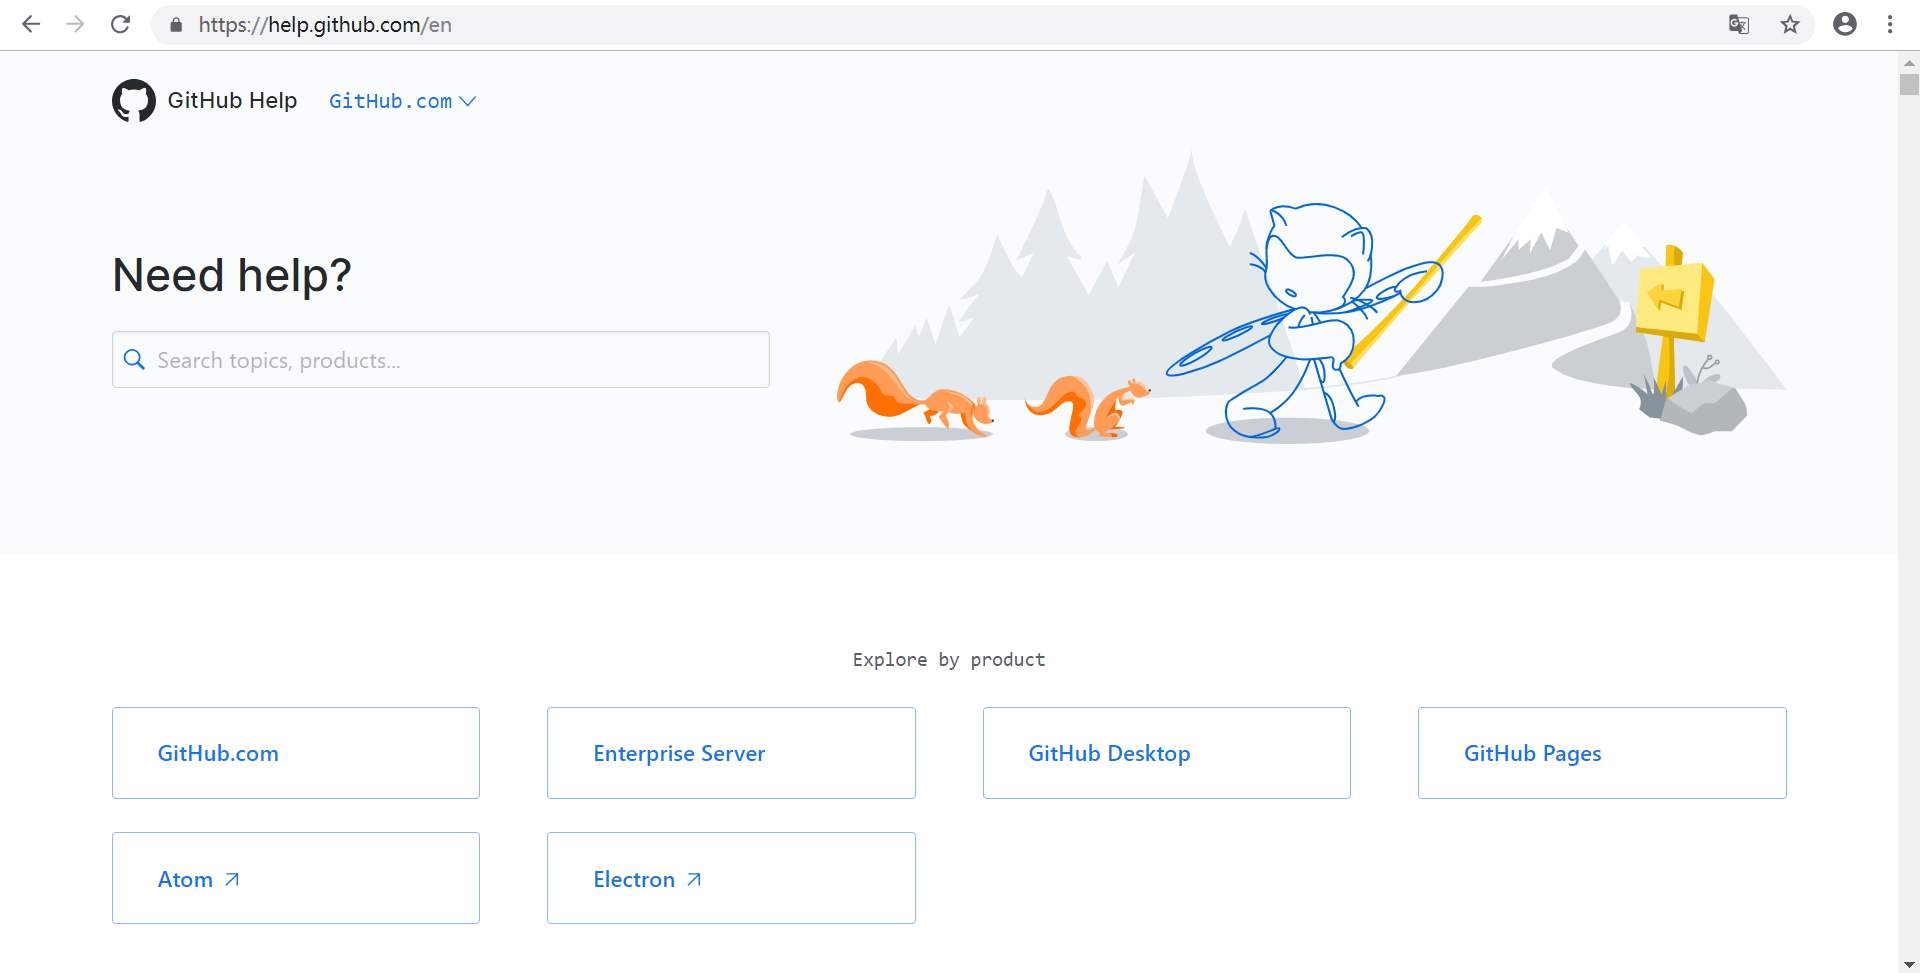 https://help.github.com/en
GitHub Help GitHub.com
Need help?
Search topics, products...
Explore by product
GitHub.com
Enterprise Server
GitHub Desktop
GitHub Pages
Atom
Electron